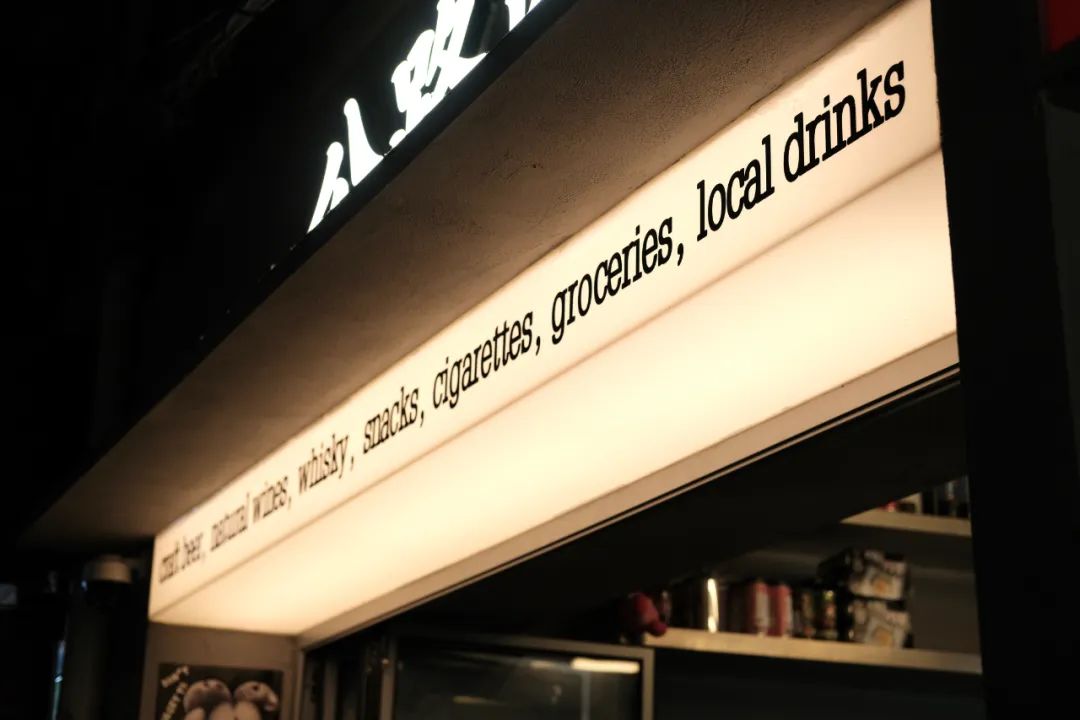 craft beer, natural wines, whisky, snacks, cigarettes, groceries, local drinks